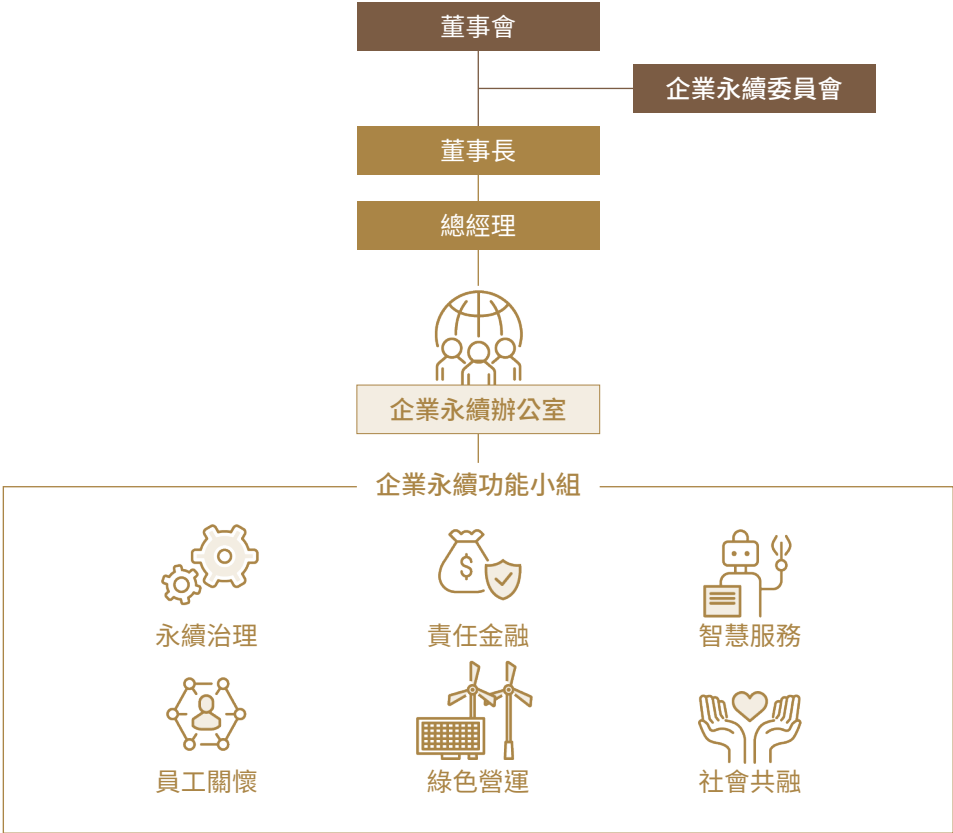 董事會
企業永續委員會
董事長
總經理
企業永續辦公室
企業永續功能小組
$
永續治理
責任金融
智慧服務
員工關懷
綠色營運
社會共融